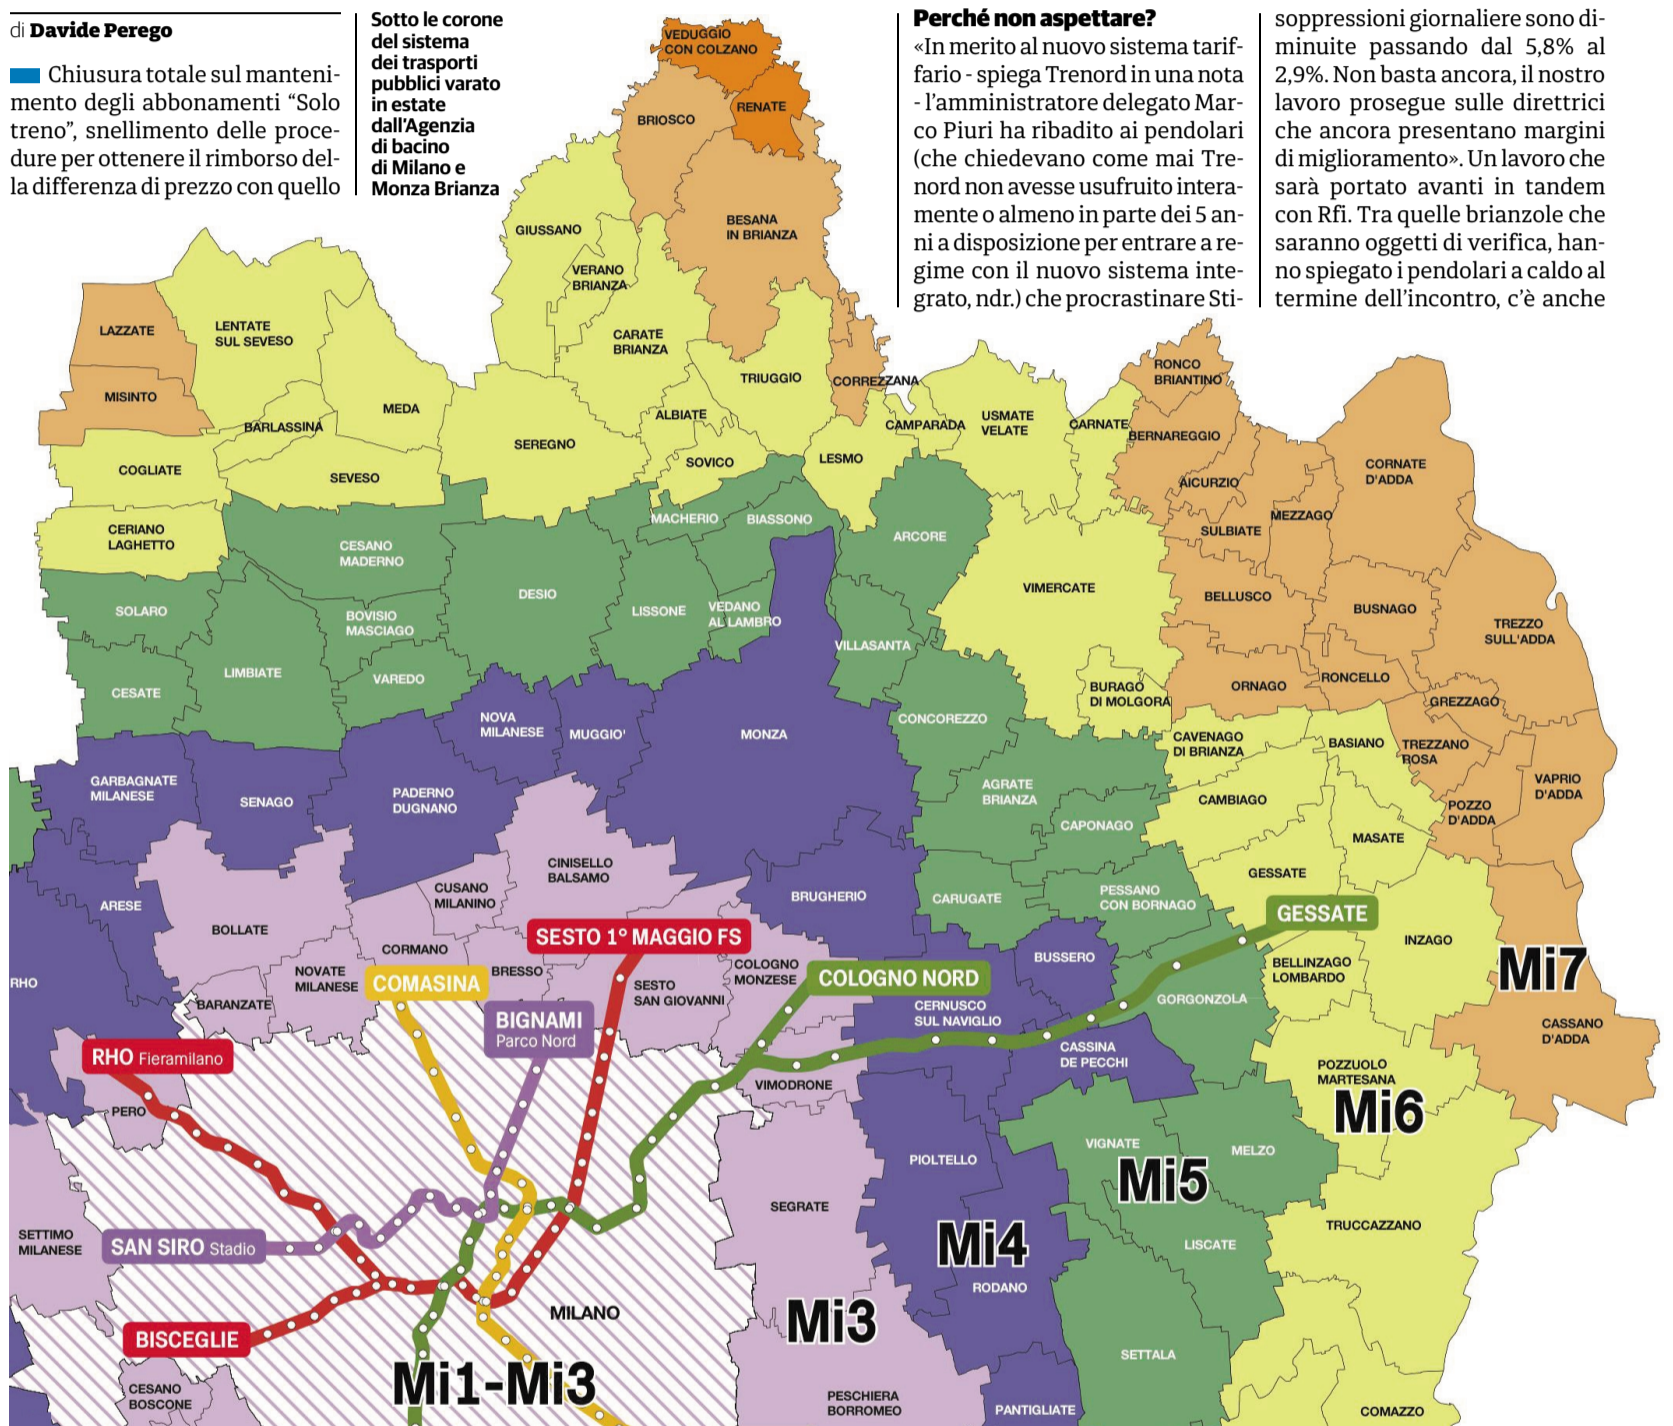 di Davide Perego
Chiusura totale sul manteni-
mento degli abbonamenti “Solo
treno”, snellimento delle proce-
dure per ottenere il rimborso del-
la differenza di prezzo con quello
Sotto le corone
del sistema
dei trasporti
pubblici varato
in estate
dall'Agenzia
di bacino
di Milano e
Monza Brianza
Perché non aspettare?
«In merito al nuovo sistema tarif-
fario - spiega Trenord in una nota
- l’amministratore delegato Mar-
co Piuri ha ribadito ai pendolari
(che chiedevano come mai Tre-
nord non avesse usufruito intera-
mente o almeno in parte dei 5 an-
ni a disposizione per entrare a re-
gime con il nuovo sistema inte-
grato, ndr.) che procrastinare Sti-
soppressioni giornaliere sono di-
minuite passando dal 5,8% al
2,9%. Non basta ancora, il nostro
lavoro prosegue sulle direttrici
che ancora presentano margini
di miglioramento». Un lavoro che
sarà portato avanti in tandem
con Rfi. Tra quelle brianzole che
saranno oggetti di verifica, han-
no spiegato i pendolari a caldo al
termine dell’incontro, c’è anche
VEDUGGIO
CON COLZANO
RENATE
BRIOSCO
BESANA
IN BRIANZA
GIUSSANO
VERANO
BRIANZA
CARATE
BRIANZA
LAZZATE
LENTATE
SUL SEVESO
MISINTO
MEDA
BARLASSINA
COGLIATE
SEVESO
SEREGNO
ALBIATE
TRIUGGIO
SOVICO
CORREZZANA
LESMO
CAMPARADA
USMATE
VELATE
CARNATE
RONCO
BRIANTINO
BERNAREGGIO
AICURZIO
SULBIATE
MEZZAGO
CORNATE
D'ADDA
CERIANO
LAGHETTO
CESANO
MADERNO
MACHERIO
BIASSONO
ARCORE
VIMERCATE
BELLUSCO
BUSNAGO
TREZZO
SULL'ADDA
SOLARO
BOVISIO
MASCIAGO
DESIO
LISSONE
VEDANO
AL LAMBRO
VILLASANTA
CESATE
LIMBIATE
VAREDO
BURAGO
DI MOLGORA
ORNAGO
RONCELLO
GREZZAGO
NOVA
MILANESE
MUGGIO'
MONZA
CONCOREZZO
CAVENAGO
DI BRIANZA
BASIANO
TREZZANO
ROSA
VAPRIO
D'ADDA
GARBAGNATE
MILANESE
SENAGO
PADERNO
DUGNANO
AGRATE
BRIANZA
CAPONAGO
CAMBIAGO
MASATE
POZZO
D'ADDA
CINISELLO
BALSAMO
CUSANO
MILANINO
BRUGHERIO
CARUGATE
PESSANO
CON BORNAGO
GESSATE
ARESE
BOLLATE
CORMANO
SESTO 1° MAGGIO FS
GESSATE
INZAGO
RHO
NOVATE
MILANESE
BARANZATE
COMASINA
BRESSO
SESTO
SAN GIOVANNI
COLOGNO
MONZESE
COLOGNO NORD
BUSSERO
BELLINZAGO
LOMBARDO
Mi7
BIGNAMI
Parco Nord
CERNUSCO
SUL NAVIGLIO
GORGONZOLA
CASSANO
D'ADDA
RHO Fieramilano
PERO
VIMODRONE
CASSINA
DE PECCHI
POZZUOLO
MARTESANA
Mi6
PIOLTELLO
VIGNATE
Mi5
MELZO
SEGRATE
TRUCCAZZANO
SETTIMO
MILANESE
SAN SIRO Stadio
Mi4
RODANO
LISCATE
BISCEGLIE
MILANO
Mi3
SETTALA
Mi1-Mi3
CESANO
BOSCONE
PESCHIERA
BORROMEO
PANTIGLIATE
COMAZZO